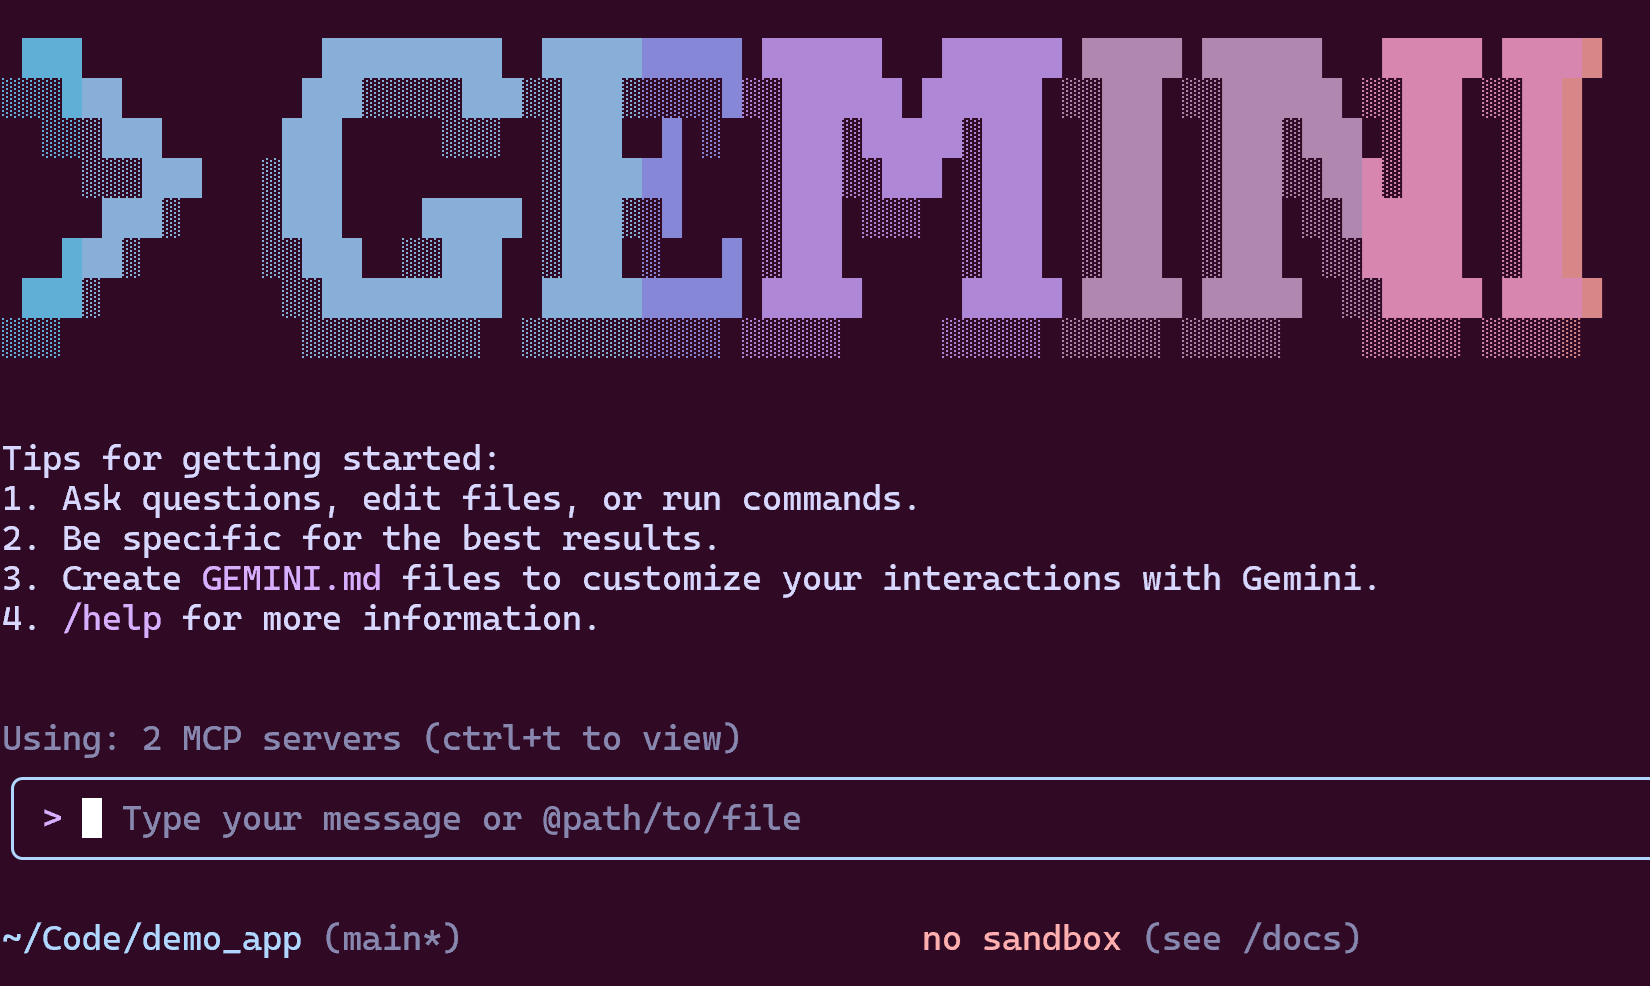 > GEMINI
Tips for getting started:
1. Ask questions, edit files, or run commands.
2. Be specific for the best results.
3. Create GEMINI.md files to customize your interactions with Gemini.
4. /help for more information.
Using: 2 MCP servers (ctrl+t to view)
> Type your message or @path/to/file
~/Code/demo_app (main*) no sandbox (see /docs)